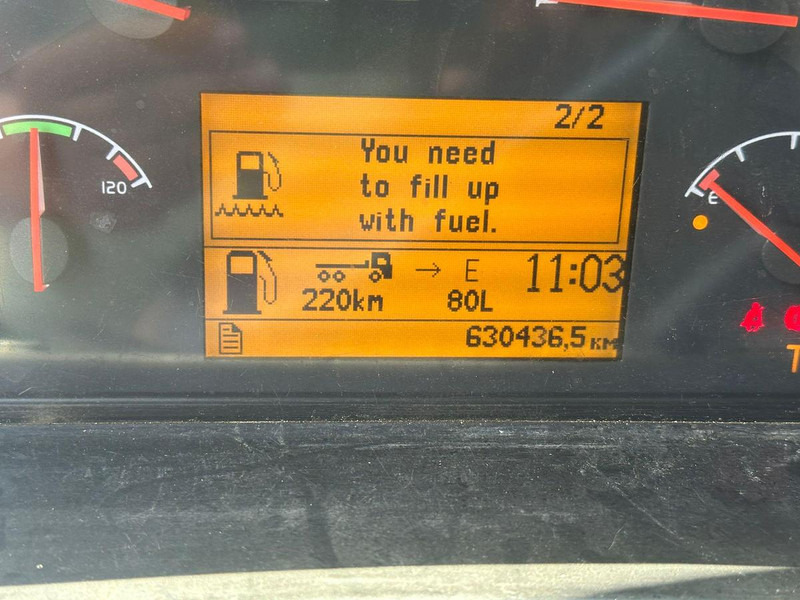 2/2
You need
to fill up
with fuel.
120
E
→ E
11:03
220km
80L
630436,5 KM